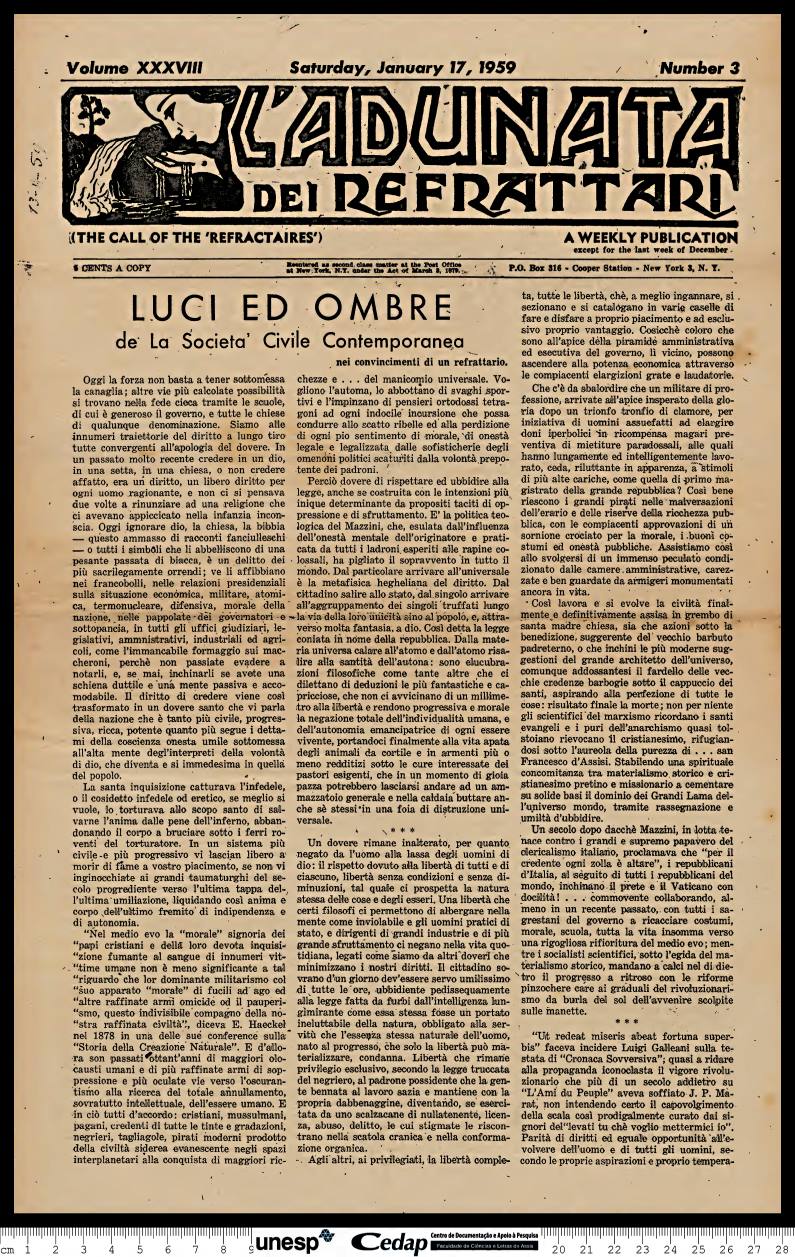 Volume XXXVIII Saturday, January 17, 1959 Number 3
L'ADUNATA
DEI REFRATTARI
(THE CALL OF THE 'REFRACTAIRES')
A WEEKLY PUBLICATION
except for the last week of December
5 CENTS A COPY
Reentered as second class matter at the Post Office
at New York, N.Y. under the Act of March 3, 1879.
P.O. Box 316 - Cooper Station - New York 3, N. Y.
LUCI ED OMBRE
de La Societa' Civile Contemporanea
nei convincimenti di un refrattario.
Oggi la forza non basta a tener sottomessa
la canaglia; altre vie più calcolate possibilità
si trovano nella fede cieca tramite le scuole,
di cui è generoso il governo, e tutte le chiese
di qualunque denominazione. Siamo alle
innumeri traiettorie del diritto a lungo tiro
tutte convergenti all'apologia del dovere. In
un passato molto recente credere in un dio,
in una setta, in una chiesa, o non credere
affatto, era un diritto, un libero diritto per
ogni uomo ragionante, e non ci si pensava
due volte a rinunziare ad una religione che
ci avevano appiccicato nella infanzia incon-
scia. Oggi ignorare dio, la chiesa, la bibbia
— questo ammasso di racconti fanciulleschi
— o tutti i simboli che li abbelliscono di una
pesante passata di biacca, è un delitto dei
più sacrilegamente orrendi; ve li affibbiano
nei francobolli, nelle relazioni presidenziali
sulla situazione economica, militare, atomi-
ca, termonucleare, difensiva, morale della
nazione, nelle pappolate dei governatori e
sottopancia, in tutti gli uffici giudiziari, le-
gislativi, ammnistrativi, industriali ed agri-
coli, come l'immancabile formaggio sui mac-
cheroni, perchè non passiate evadere a
notarli, e, se mai, inchinarli se avete una
schiena duttile e una mente passiva e acco-
modabile. Il diritto di credere viene così
trasformato in un dovere santo che vi parla
della nazione che è tanto più civile, progres-
siva, ricca, potente quanto più segue i detta-
mi della coscienza onesta umile sottomessa
all'alta mente degl'interpreti della volontà
di dio, che diventa e si immedesima in quella
del popolo.
La santa inquisizione catturava l'infedele,
o il cosidetto infedele od eretico, se meglio si
vuole, lo torturava allo scopo santo di sal-
varne l'anima dalle pene dell'inferno, abban-
donando il corpo a bruciare sotto i ferri ro-
venti del torturatore. In un sistema più
civile e più progressivo vi lascian libero a
morir di fame a vostro piacimento, se non vi
inginocchiate ai grandi taumaturghi del se-
colo progrediente verso l'ultima tappa del-
l'ultima umiliazione, liquidando così anima e
corpo dell'ultimo fremito di indipendenza e
di autonomia.
"Nel medio evo la "morale" signoria dei
"papi cristiani e della loro devota inquisi-
"zione fumante al sangue di innumeri vit-
"time umane non è meno significante a tal
"riguardo che lor dominante militarismo col
"suo apparato "morale" di fucili ad ago ed
"altre raffinate armi omicide od il pauperi-
"smo, questo indivisibile compagno della no-
"stra raffinata civiltà", diceva E. Haeckel
nel 1878 in una delle sue conferenze sulla
"Storia della Creazione Naturale". E d'allo-
ra son passati ottant'anni di maggiori olo-
causti umani e di più raffinate armi di sop-
pressione e più oculate vie verso l'oscuran-
tismo alla ricerca del totale annullamento,
sovratutto intellettuale, dell'essere umano. E
in ciò tutti d'accordo: cristiani, mussulmani,
pagani, credenti di tutte le tinte e gradazioni,
negrieri, tagliagole, pirati moderni prodotto
della civiltà siderea evanescente negli spazi
interplanetari alla conquista di maggiori ric-
chezze e . . . del manicomio universale. Vo-
gliono l'automa, lo abbottano di svaghi spor-
tivi e l'impinzano di pensieri ortodossi tetra-
goni ad ogni indocile incursione che possa
condurre allo scatto ribelle ed alla perdizione
di ogni pio sentimento di morale, di onestà
legale e legalizzata dalle sofisticherie degli
omenoni politici scaturiti dalla volontà prepo-
tente dei padroni.
Perciò dovere di rispettare ed ubbidire alla
legge, anche se costruita con le intenzioni più
inique determinante da propositi taciti di op-
pressione e di sfruttamento. E' la politica teo-
logica del Mazzini, che, esulata dall'influenza
dell'onestà mentale dell'originatore e prati-
cata da tutti i ladroni esperiti alle rapine co-
lossali, ha pigliato il sopravento in tutto il
mondo. Dal particolare arrivare all'universale
è la metafisica hegheliana del diritto. Dal
cittadino salire allo stato, dal singolo arrivare
all'aggruppamento dei singoli truffati lungo
la via della loro unicità sino al popolo, e, attra-
verso molta fantasia, a dio. Così detta la legge
coniata in nome della repubblica. Dalla mate-
ria universa calare all'atomo e dall'atomo risa-
lire alla santità dell'autona: sono elucubra-
zioni filosofiche come tante altre che ci
dilettano di deduzioni le più fantastiche e ca-
pricciose, che non ci avvicinano di un millime-
tro alla libertà e rendono progressiva e morale
la negazione totale dell'individualità umana, e
dell'autonomia emancipatrice di ogni essere
vivente, portandoci finalmente alla vita apata
degli animali da cortile e in armenti più o
meno redditizi sotto le cure interessate dei
pastori esigenti, che in un momento di gioia
pazza potrebbero lasciarsi andare ad un am-
mazzatoio generale e nella caldaia buttare an-
che sè stessi in una foia di distruzione uni-
versale.
* * *
Un dovere rimane inalterato, per quanto
negato da l'uomo alla lassa degli uomini di
dio: il rispetto dovuto alla libertà di tutti e di
ciascuno, libertà senza condizioni e senza di-
minuzioni, tal quale ci prospetta la natura
stessa delle cose e degli esseri. Una libertà che
certi filosofi ci permettono di albergare nella
mente come inviolabile e gli uomini pratici di
stato, e dirigenti di grandi industrie e di più
grande sfruttamento ci negano nella vita quo-
tidiana, legati come siamo da altri doveri che
minimizzano i nostri diritti. Il cittadino so-
vrano d'un giorno dev'essere servo umilissimo
di tutte le ore, ubbidiente pedissequamente
alla legge fatta da furbi dall'intelligenza lun-
gimirante come essa stessa fosse un portato
ineluttabile della natura, obbligato alla ser-
vitù che l'essenza stessa naturale dell'uomo,
nato al progresso, che solo la libertà può ma-
terializzare, condanna. Libertà che rimane
privilegio esclusivo, secondo la legge truccata
del negriero, al padrone possidente che la gen-
te bennata al lavoro sazia e mantiene con la
propria dabbenaggine, diventando, se eserci-
tata da uno scalzacane di nullatenente, licen-
za, abuso, delitto, le cui stigmate le riscon-
trano nella scatola cranica e nella conforma-
zione organica.
Agli altri, ai privilegiati, la libertà comple-
ta, tutte le libertà, chè, a meglio ingannare, si
sezionano e si catalogano in varie caselle di
fare e disfare a proprio piacimento e ad esclu-
sivo proprio vantaggio. Cosicchè coloro che
sono all'apice della piramide amministrativa
ed esecutiva del governo, lì vicino, possono
ascendere alla potenza economica attraverso
le compiacenti elargizioni grate e laudatorie.
Che c'è da sbalordire che un militare di pro-
fessione, arrivate all'apice insperato della glo-
ria dopo un trionfo tronfio di clamore, per
iniziativa di uomini assuefatti ad elargire
doni iperbolici in ricompensa magari pre-
ventiva di mietiture paradossali, alle quali
hanno lungamente ed intelligentemente lavo-
rato, ceda, riluttante in apparenza, a stimoli
di più alte cariche, come quella di primo ma-
gistrato della grande repubblica? Così bene
riescono i grandi pirati nelle malversazioni
dell'erario e delle riserve della ricchezza pub-
blica, con le compiacenti approvazioni di un
sornione crociato per la morale, i buoni co-
stumi ed onestà pubbliche. Assistiamo così
allo svolgersi di un immenso peculato condi-
zionato dalle camere amministrative, carez-
zate e ben guardate da armigeri monumentati
ancora in vita.
Così lavora e si evolve la civiltà final-
mente e definitivamente assisa in grembo di
santa madre chiesa, sia che azioni sotto la
benedizione, suggerente del vecchio barbuto
padreterno, o che inchini le più moderne sug-
gestioni del grande architetto dell'universo,
comunque addossantesi il fardello delle vec-
chie credenze barbogie sotto il cappuccio dei
santi, aspirando alla perfezione di tutte le
cose: risultato finale la morte; non per niente
gli scientifici del marxismo ricordano i santi
evangeli e i puri dell'anarchismo quasi tol-
stoiano rievocano il cristianesimo, rifugian-
dosi sotto l'aureola della purezza di . . . san
Francesco d'Assisi. Stabilendo una spirituale
concomitanza tra materialismo storico e cri-
stianesimo pretino e missionario a cementare
su solide basi il dominio dei Grandi Lama del-
l'universo mondo, tramite rassegnazione e
umiltà d'ubbidire.
Un secolo dopo dacchè Mazzini, in lotta te-
nace contro i grandi e supremo papavero del
clericalismo italiano, proclamava che "per il
credente ogni zolla è altare", i repubblicani
d'Italia, al seguito di tutti i repubblicani del
mondo, inchinano il prete e il Vaticano con
docilità! . . . commovente collaborando, al-
meno in un recente passato, con tutti i sa-
grestani del governo a ricacciare costumi,
morale, scuola, tutta la vita insomma verso
una rigogliosa rifioritura del medio evo; men-
tre i socialisti scientifici, sotto l'egida del ma-
terialismo storico, mandano a calci nel di die-
tro il progresso a ritroso con le riforme
pinzochere care ai graduali del rivoluzionari-
smo da burla del sol dell'avvenire scolpite
sulle manette.
* * *
"Ut redeat miseris abeat fortuna super-
bis" faceva incidere Luigi Galleani sulla te-
stata di "Cronaca Sovversiva"; quasi a ridare
alla propaganda iconoclasta il vigore rivolu-
zionario che più di un secolo addietro su
"L'Ami du Peuple" aveva soffiato J. P. Ma-
rat, non intendendo certo il capovolgimento
della scala così prodigalmente curato dai si-
gnori del"levati tu chè voglio mettermici io".
Parità di diritti ed eguale opportunità all'e-
volvere dell'uomo e di tutti gli uomini, se-
condo le proprie aspirazioni e proprio tempera-
cm 1 2 3 4 5 6 7 8 9 unesp Cedap Centro de Documentação e Apoio à Pesquisa 20 21 22 23 24 25 26 27 28
Faculdade de Ciências e Letras de Assis